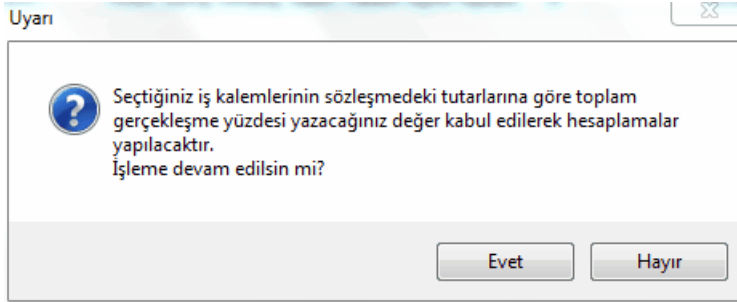 Uyarı
Seçtiğiniz iş kalemlerinin sözleşmedeki tutarlarına göre toplam
gerçekleşme yüzdesi yazacağınız değer kabul edilerek hesaplamalar
yapılacaktır.
İşleme devam edilsin mi?
Evet
Hayır